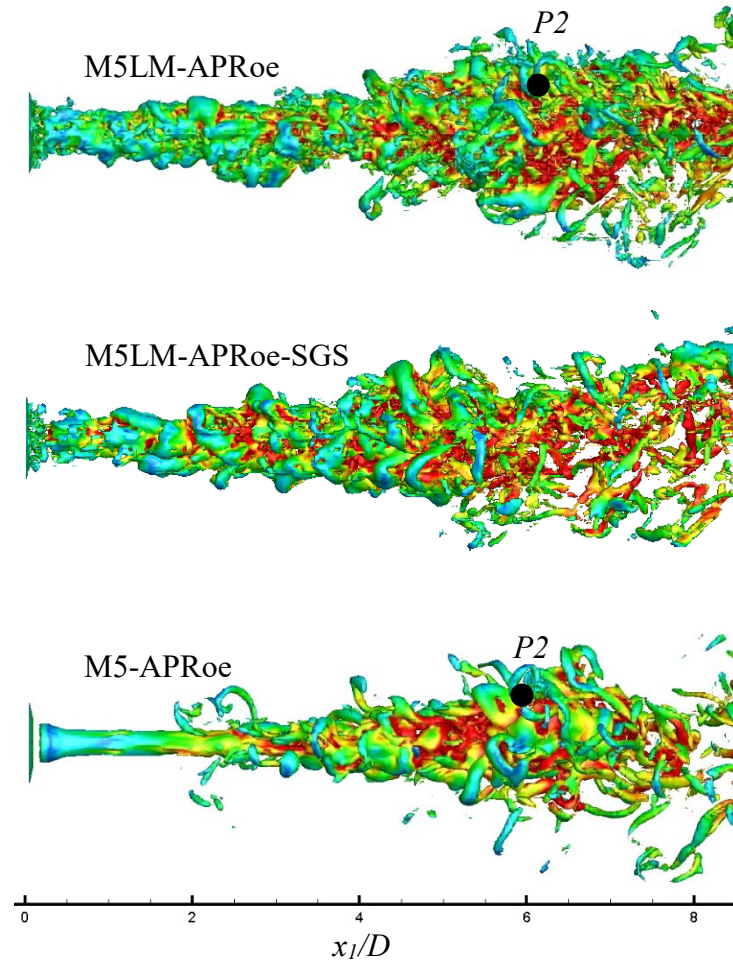 P2
M5LM-APRoe
M5LM-APRoe-SGS
P2
M5-APRoe
0 2 4 6 8
x₁/D